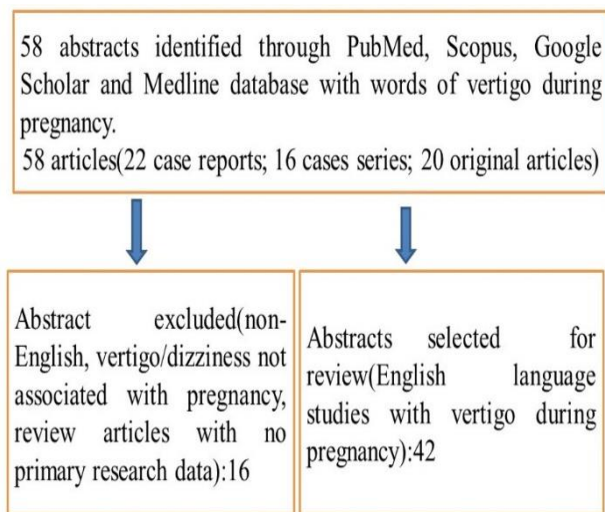 58 abstracts identified through PubMed, Scopus, Google
Scholar and Medline database with words of vertigo during
pregnancy.
58 articles(22 case reports; 16 cases series; 20 original articles)
Abstract excluded(non-
English, vertigo/dizziness not
associated with pregnancy,
review articles with no
primary research data):16
Abstracts selected for
review(English language
studies with vertigo during
pregnancy):42